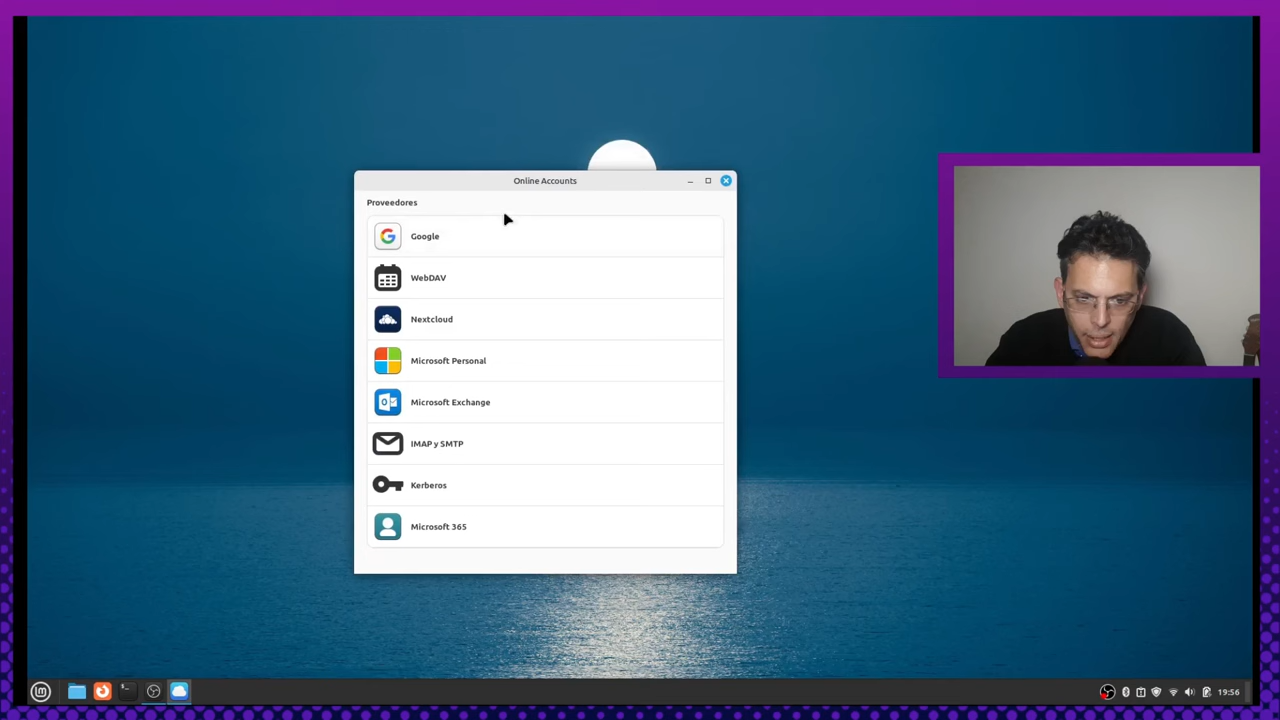 Online Accounts
Proveedores
Google
WebDAV
Nextcloud
Microsoft Personal
Microsoft Exchange
IMAP y SMTP
Kerberos
Microsoft 365
19:56